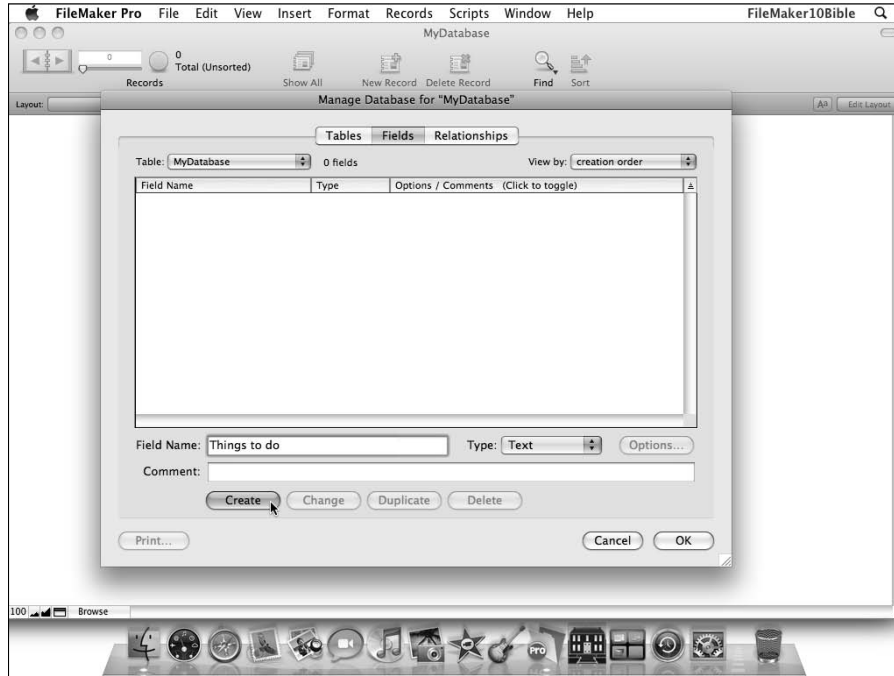 FileMaker Pro File Edit View Insert Format Records Scripts Window Help FileMaker10Bible
MyDatabase
0
0
Total (Unsorted)
Records Show All New Record Delete Record Find Sort
Layout: Aa Edit Layout
Manage Database for "MyDatabase"
Tables Fields Relationships
Table: MyDatabase 0 fields View by: creation order
Field Name Type Options / Comments (Click to toggle)
Field Name: Things to do Type: Text Options...
Comment:
Create Change Duplicate Delete
Print... Cancel OK
100 Browse
PRO